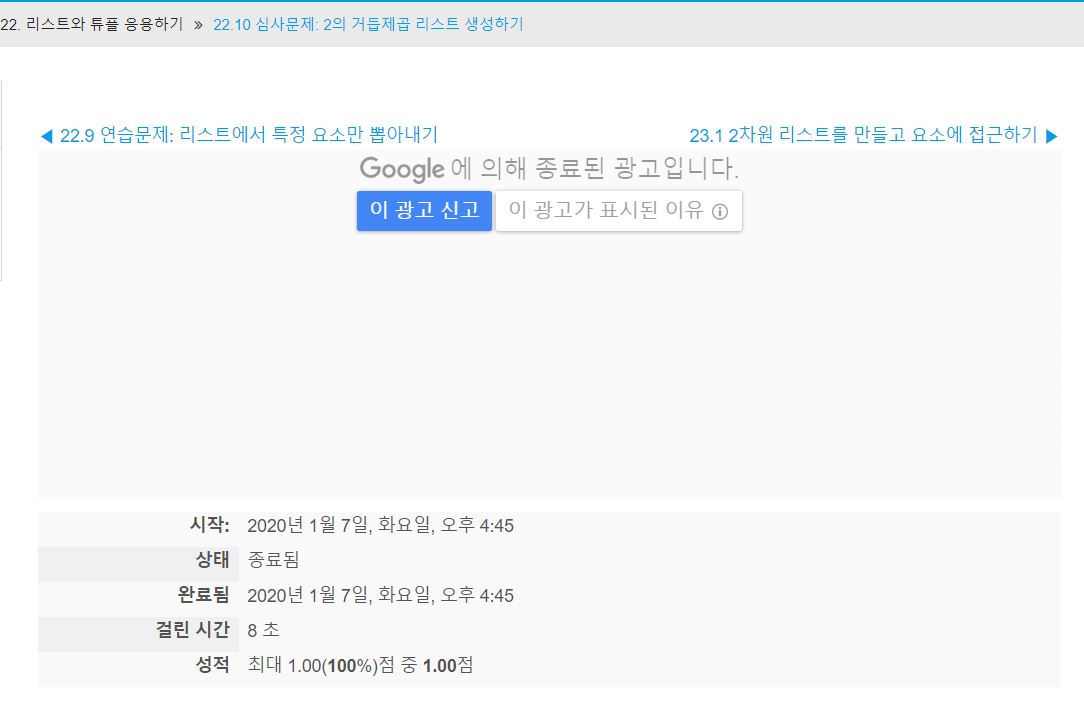 22. 리스트와 튜플 응용하기 » 22.10 심사문제: 2의 거듭제곱 리스트 생성하기
◀ 22.9 연습문제: 리스트에서 특정 요소만 뽑아내기 23.1 2차원 리스트를 만들고 요소에 접근하기 ▶
Google에 의해 종료된 광고입니다.
이 광고 신고 이 광고가 표시된 이유 ⓘ
시작: 2020년 1월 7일, 화요일, 오후 4:45
상태 종료됨
완료됨 2020년 1월 7일, 화요일, 오후 4:45
걸린 시간 8 초
성적 최대 1.00(100%)점 중 1.00점